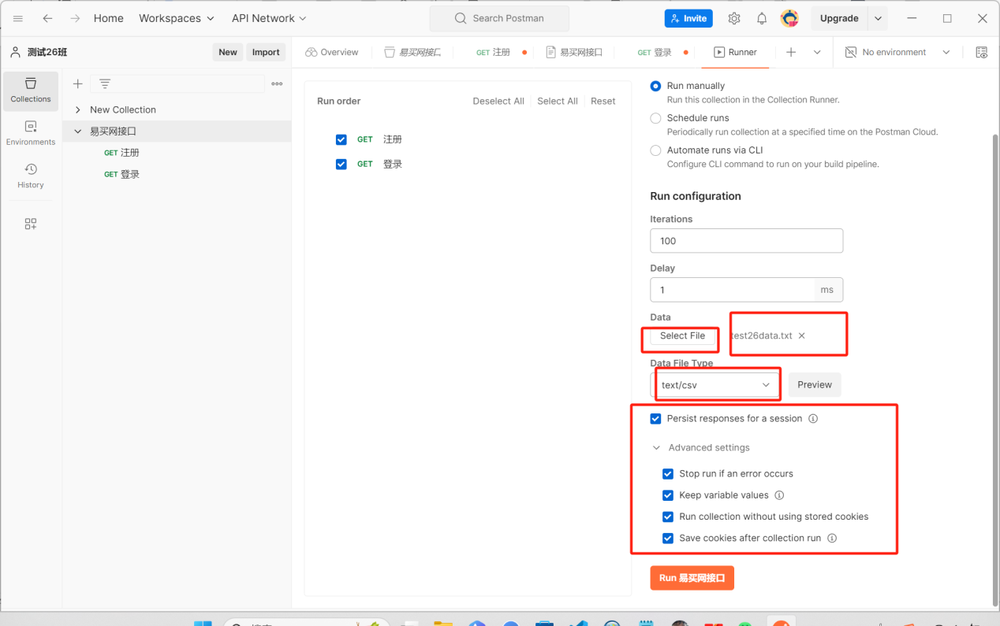 Home Workspaces API Network Search Postman Invite Upgrade
测试26班 New Import Overview 易买网接口 GET 注册 易买网接口 GET 登录 Runner No environment
Collections
Environments
History
New Collection
易买网接口
GET 注册
GET 登录
Run order Deselect All Select All Reset
GET 注册
GET 登录
Run manually
Run this collection in the Collection Runner.
Schedule runs
Periodically run collection at a specified time on the Postman Cloud.
Automate runs via CLI
Configure CLI command to run on your build pipeline.
Run configuration
Iterations
100
Delay
1 ms
Data
Select File test26data.txt
Data File Type
text/csv Preview
Persist responses for a session
Advanced settings
Stop run if an error occurs
Keep variable values
Run collection without using stored cookies
Save cookies after collection run
Run 易买网接口